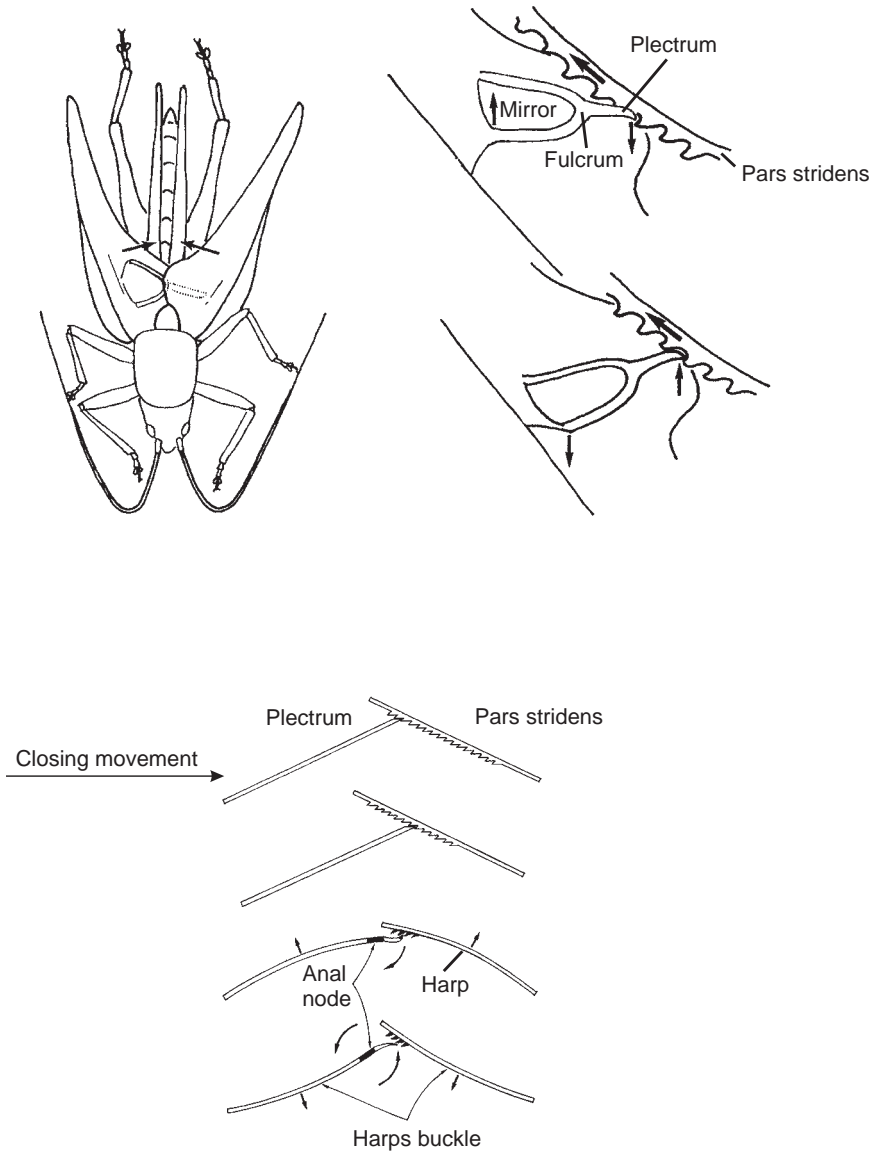 Plectrum
Mirror
Fulcrum
Pars stridens
Plectrum
Pars stridens
Closing movement
Anal
node
Harp
Harps buckle